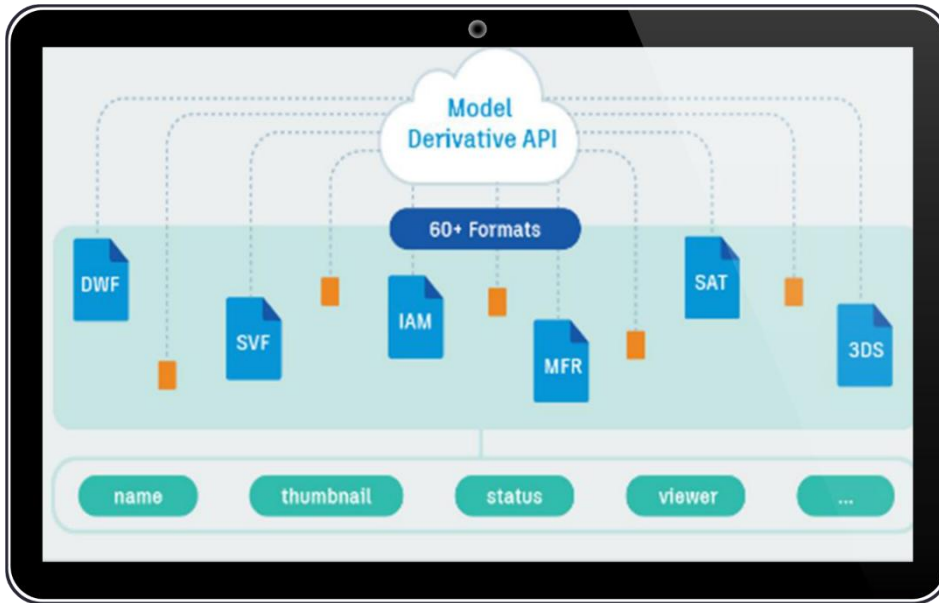 Model
Derivative API
60+ Formats
DWF
SVF
IAM
MFR
SAT
3DS
name
thumbnail
status
viewer
...